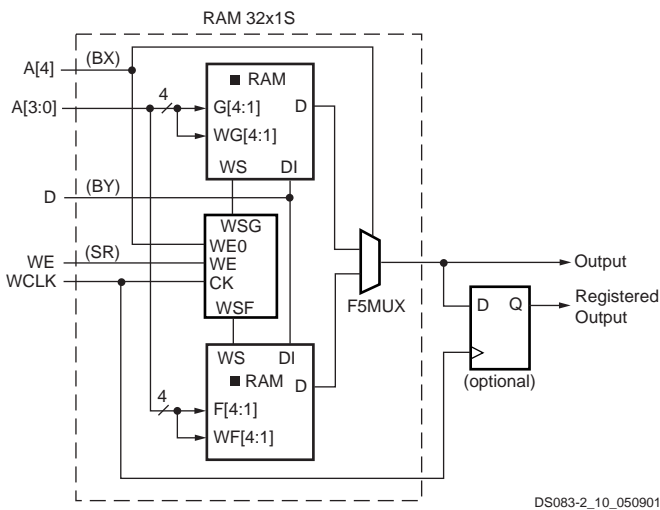 RAM 32x1S
A[4]
(BX)
A[3:0]
4
RAM
G[4:1]
D
WG[4:1]
WS
DI
D
(BY)
WSG
WE0
WE
(SR)
WE
WCLK
CK
WSF
F5MUX
Output
D
Q
Registered
Output
(optional)
WS
DI
RAM
D
4
F[4:1]
WF[4:1]
DS083-2_10_050901